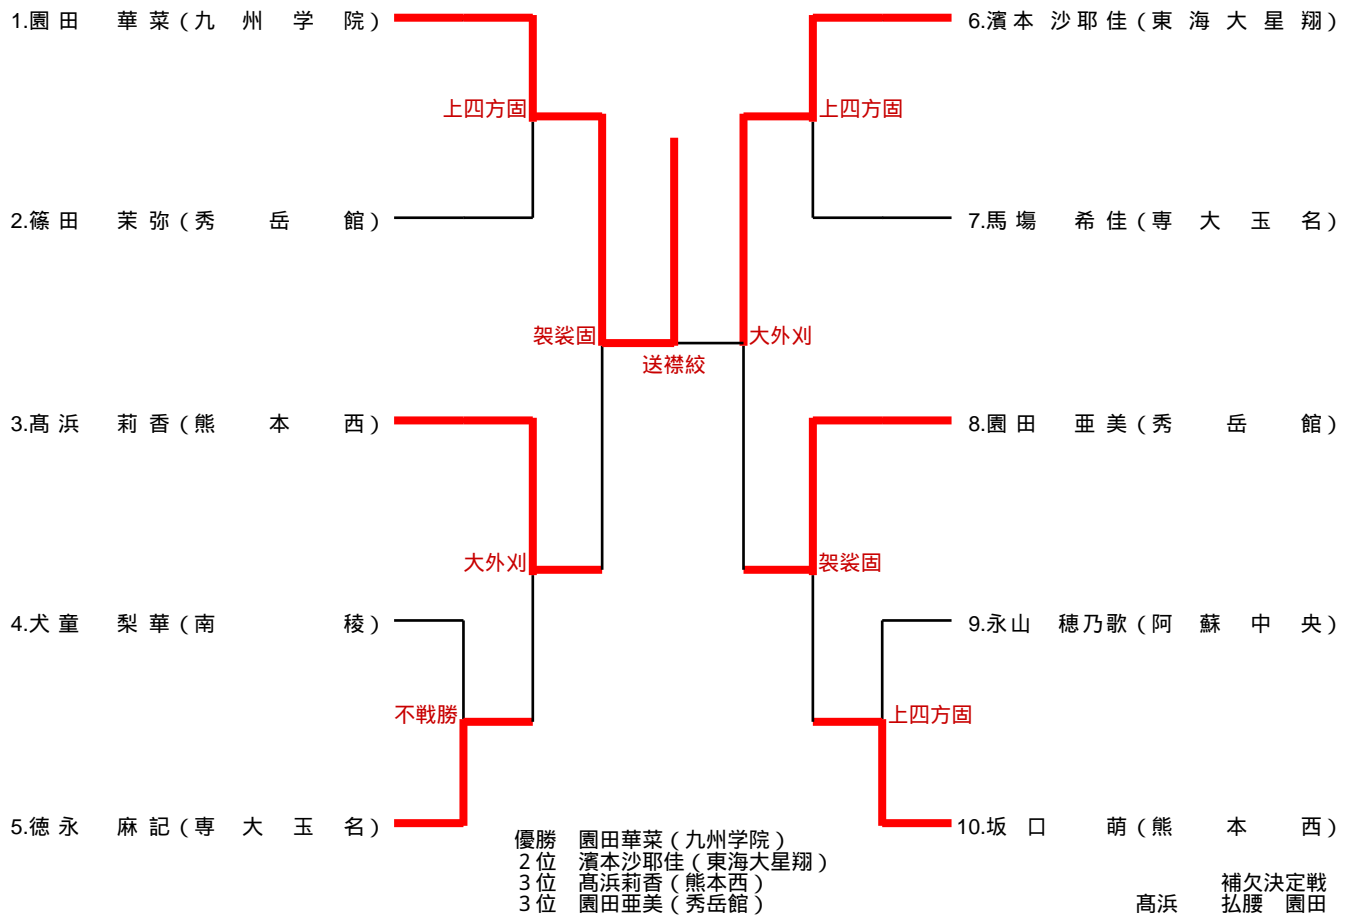 1.園田 華菜(九州学院)
6.濱本 沙耶佳(東海大星翔)
上四方固
上四方固
2.篠田 茉弥(秀岳館)
7.馬場 希佳(専大玉名)
袈裟固
大外刈
送襟絞
3.髙浜 莉香(熊本西)
8.園田 亜美(秀岳館)
大外刈
袈裟固
4.犬童 梨華(南稜)
9.永山 穂乃歌(阿蘇中央)
不戦勝
上四方固
5.徳永 麻記(専大玉名)
10.坂口 萌(熊本西)
優勝 園田華菜(九州学院)
2位 濱本沙耶佳(東海大星翔)
3位 髙浜莉香(熊本西)
3位 園田亜美(秀岳館)
補欠決定戦
髙浜 払腰 園田